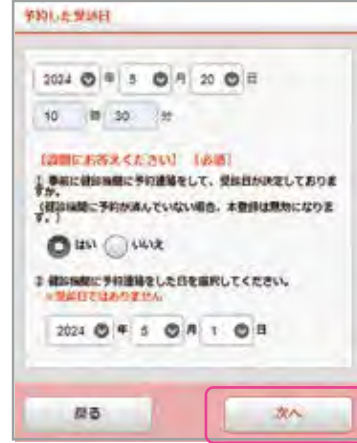 予約した受診日
2024 年 5 月 20 日
10 時 30 分
【設問にお答えください】【必須】
1 事前に健診機関に予約連絡をして、受診日が決定しておりま
すか。
(健診機関に予約が済んでいない場合、本登録は無効になりま
す。)
はい いいえ
2 健診機関に予約連絡をした日を選択してください。
※受診日ではありません
2024 年 5 月 1 日
戻る 次へ